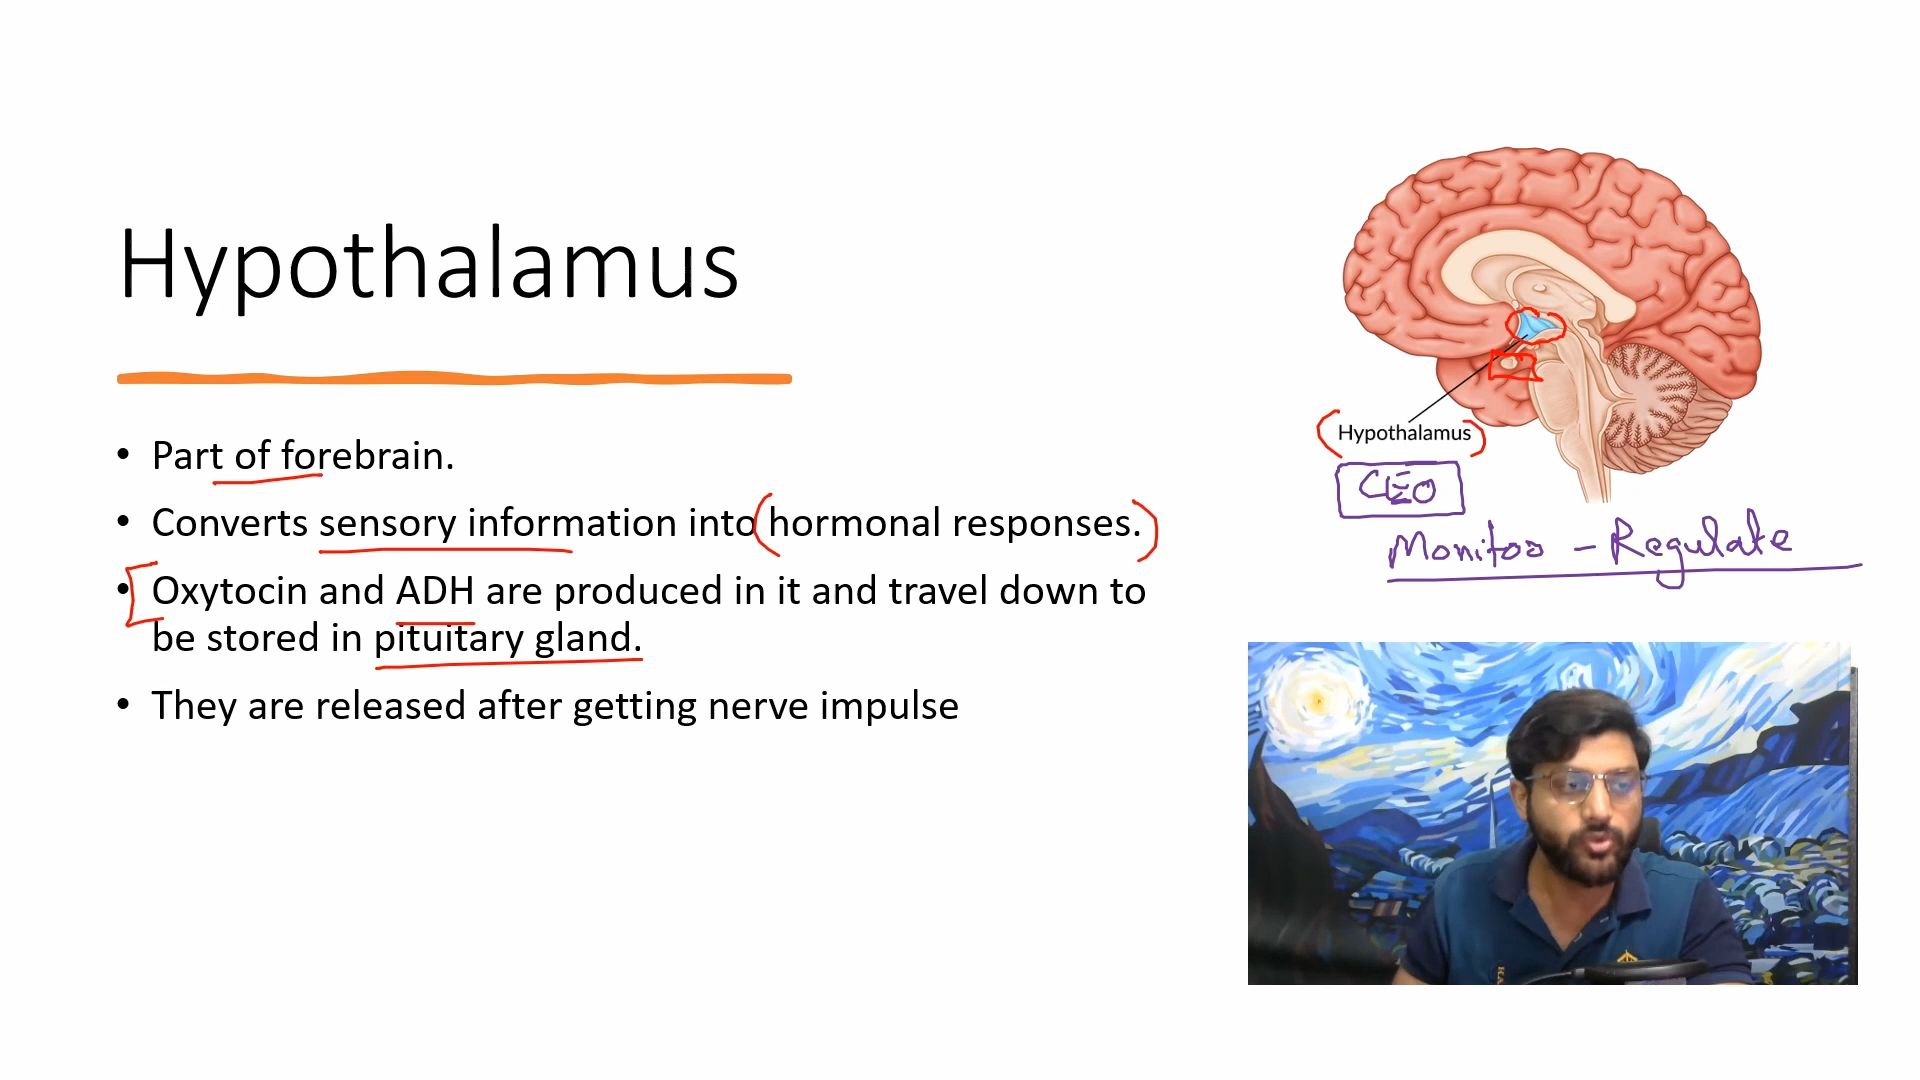 Hypothalamus
• Part of forebrain.
• Converts sensory information into hormonal responses.
• Oxytocin and ADH are produced in it and travel down to
be stored in pituitary gland.
• They are released after getting nerve impulse
Hypothalamus
CEO
Monitor - Regulate